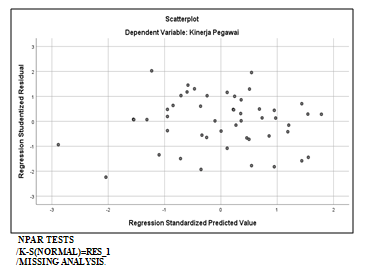 Scatterplot
Dependent Variable: Kinerja Pegawai
Regression Studentized Residual
3
2
1
0
-1
-2
-3
-3
-2
-1
0
1
2
Regression Standardized Predicted Value
NPAR TESTS
/K-S(NORMAL)=RES_1
/MISSING ANALYSIS.